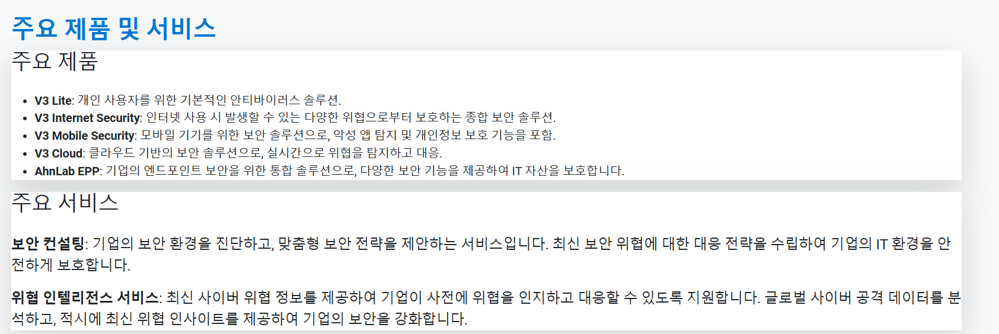 주요 제품 및 서비스
주요 제품
• V3 Lite: 개인 사용자를 위한 기본적인 안티바이러스 솔루션.
• V3 Internet Security: 인터넷 사용 시 발생할 수 있는 다양한 위협으로부터 보호하는 종합 보안 솔루션.
• V3 Mobile Security: 모바일 기기를 위한 보안 솔루션으로, 악성 앱 탐지 및 개인정보 보호 기능을 포함.
• V3 Cloud: 클라우드 기반의 보안 솔루션으로, 실시간으로 위협을 탐지하고 대응.
• AhnLab EPP: 기업의 엔드포인트 보안을 위한 통합 솔루션으로, 다양한 보안 기능을 제공하여 IT 자산을 보호합니다.
주요 서비스
보안 컨설팅: 기업의 보안 환경을 진단하고, 맞춤형 보안 전략을 제안하는 서비스입니다. 최신 보안 위협에 대한 대응 전략을 수립하여 기업의 IT 환경을 안
전하게 보호합니다.
위협 인텔리전스 서비스: 최신 사이버 위협 정보를 제공하여 기업이 사전에 위협을 인지하고 대응할 수 있도록 지원합니다. 글로벌 사이버 공격 데이터를 분
석하고, 적시에 최신 위협 인사이트를 제공하여 기업의 보안을 강화합니다.